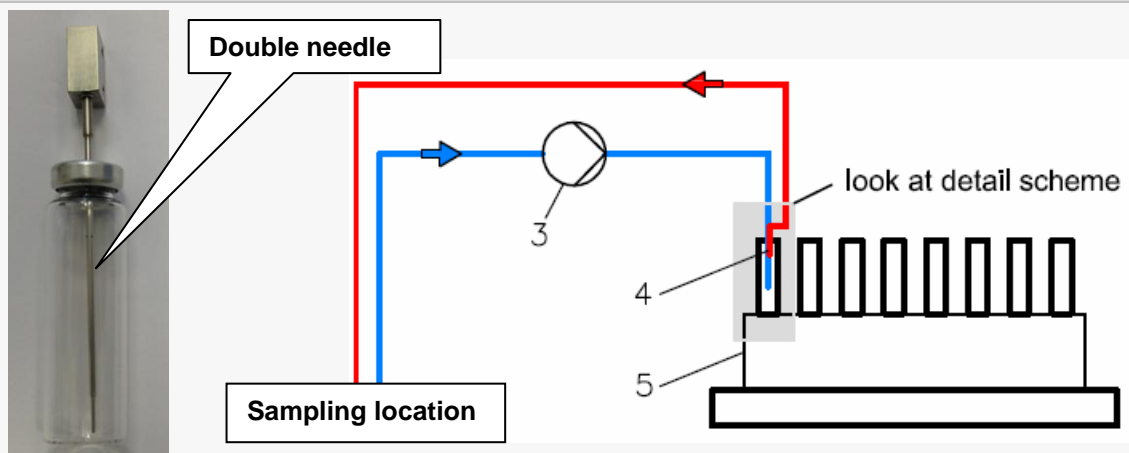 Double needle
look at detail scheme
3
4
5
Sampling location